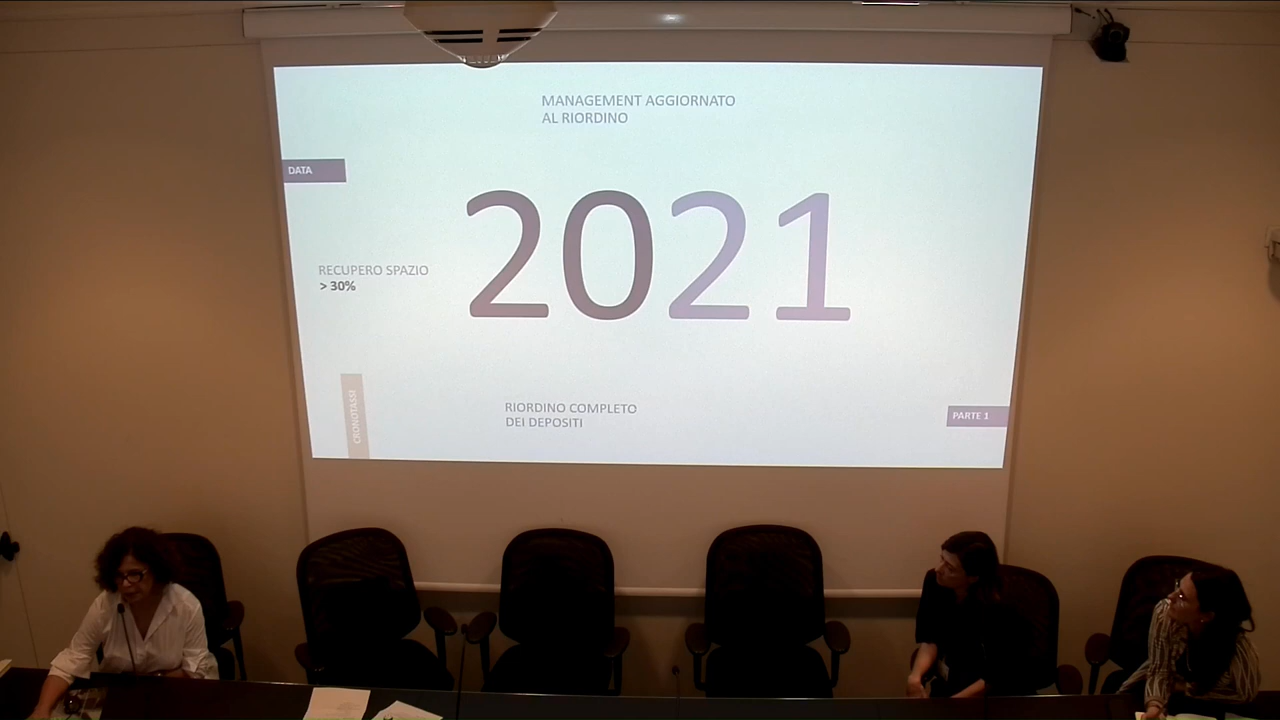 MANAGEMENT AGGIORNATO
AL RIORDINO
DATA
2021
RECUPERO SPAZIO
> 30%
CRONOTASSI
RIORDINO COMPLETO
DEI DEPOSITI
PARTE 1